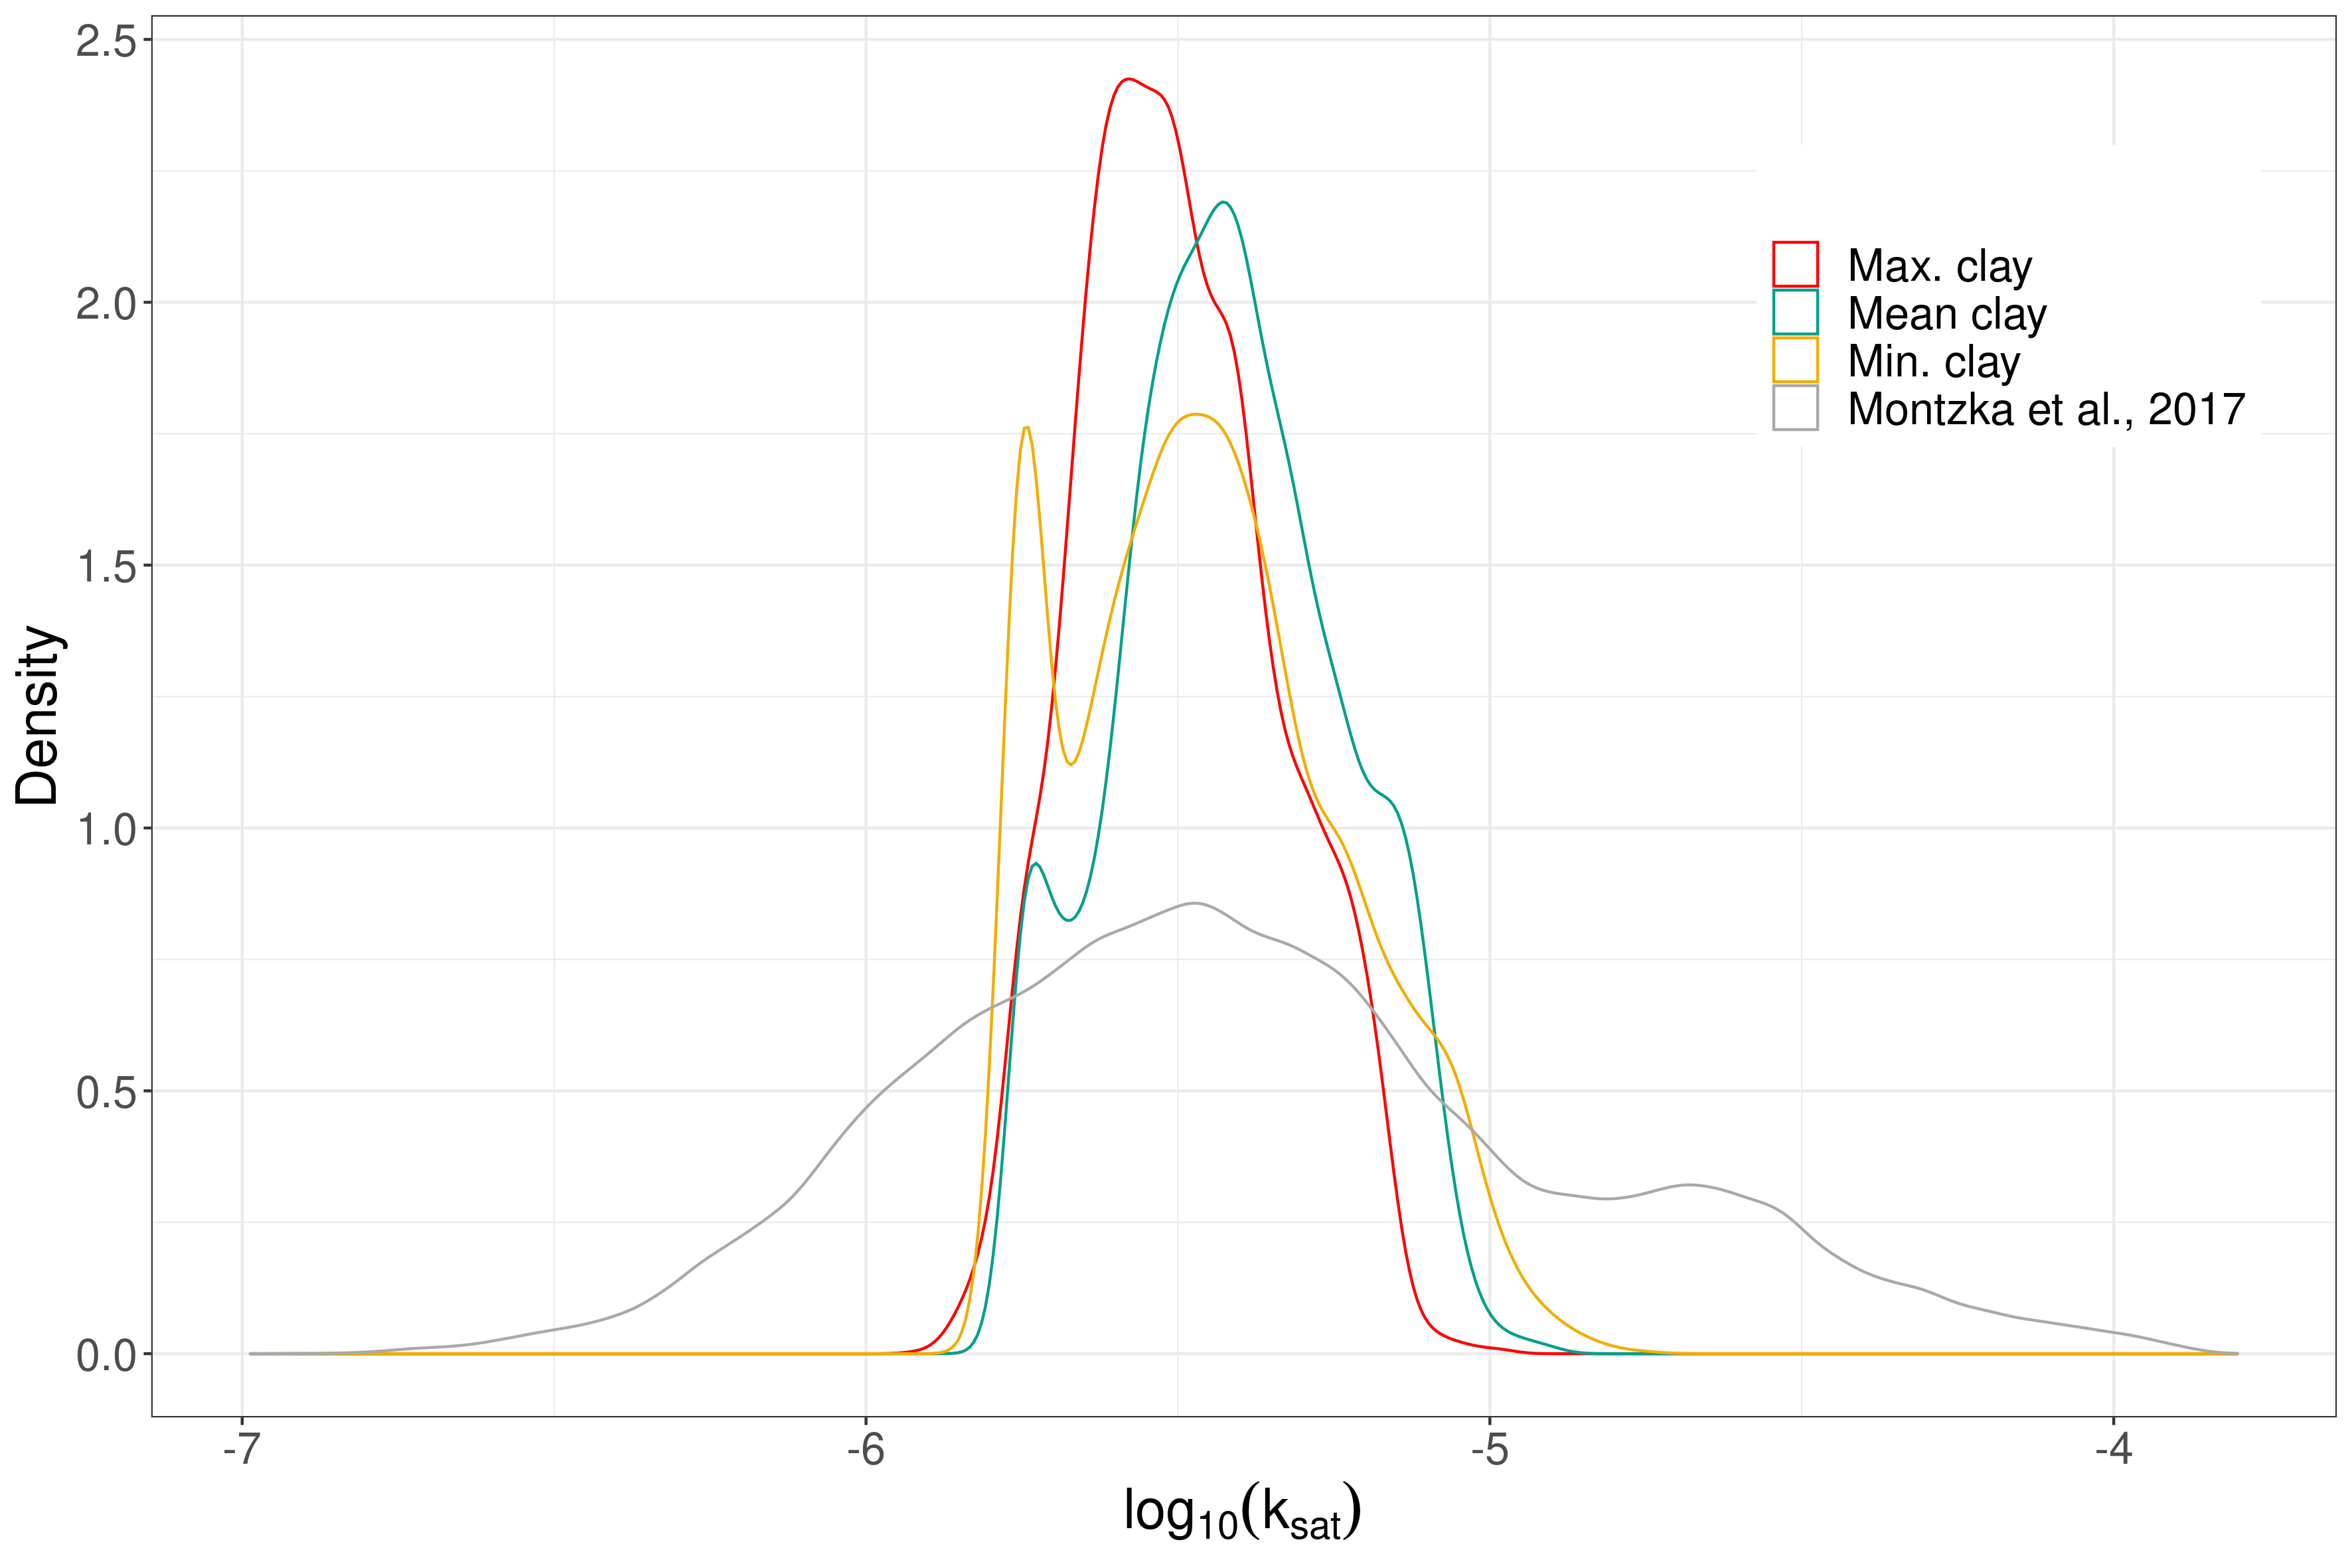 2.5
2.0
1.5
1.0
0.5
0.0
Density
Max. clay
Mean clay
Min. clay
Montzka et al., 2017
-7 -6 -5 -4
log10(ksat)